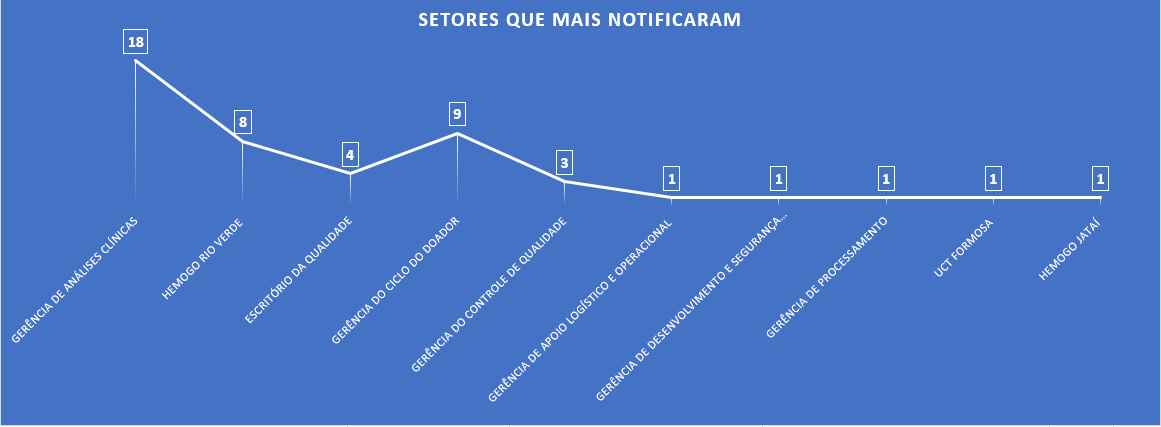 SETORES QUE MAIS NOTIFICARAM
18
8
4
9
3
1
1
1
1
1
GERÊNCIA DE ANÁLISES CLÍNICAS
HEMOGO RIO VERDE
ESCRITÓRIO DA QUALIDADE
GERÊNCIA DO CICLO DO DOADOR
GERÊNCIA DO CONTROLE DE QUALIDADE
GERÊNCIA DE APOIO LOGÍSTICO E OPERACIONAL
GERÊNCIA DE DESENVOLVIMENTO E SEGURANÇA...
GERÊNCIA DE PROCESSAMENTO
UCT FORMOSA
HEMOGO JATAÍ